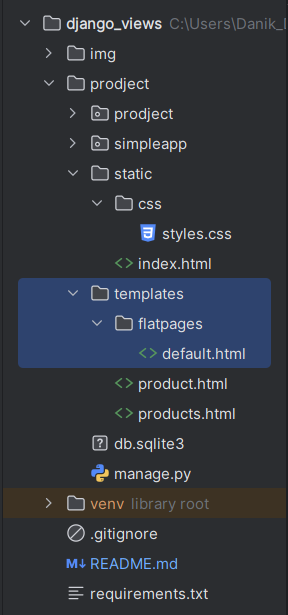 django_views C:\Users\Danik_
img
prodject
prodject
simpleapp
static
css
styles.css
index.html
templates
flatpages
default.html
product.html
products.html
db.sqlite3
manage.py
venv library root
.gitignore
README.md
requirements.txt